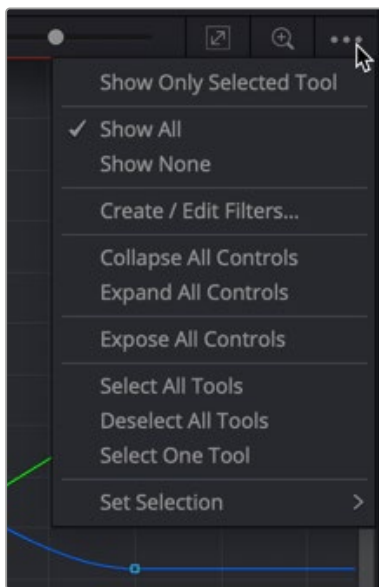 Show Only Selected Tool
Show All
Show None
Create / Edit Filters...
Collapse All Controls
Expand All Controls
Expose All Controls
Select All Tools
Deselect All Tools
Select One Tool
Set Selection